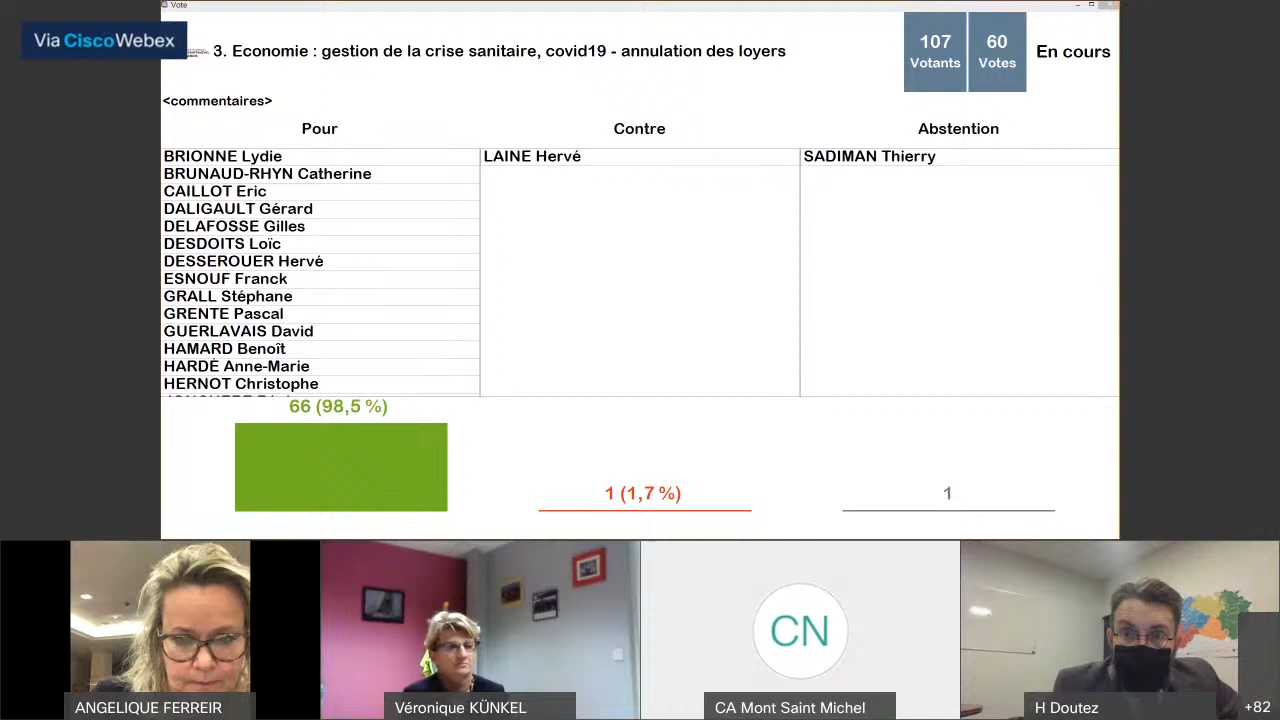 Vote
Via Cisco Webex
3. Economie : gestion de la crise sanitaire, covid19 - annulation des loyers
107
Votants
60
Votes
En cours
<commentaires>
Pour
Contre
Abstention
BRIONNE Lydie
LAINE Hervé
SADIMAN Thierry
BRUNAUD-RHYN Catherine
CAILLOT Eric
DALIGAULT Gérard
DELAFOSSE Gilles
DESDOITS Loïc
DESSEROUER Hervé
ESNOUF Franck
GRALL Stéphane
GRENTE Pascal
GUERLAVAIS David
HAMARD Benoît
HARDÉ Anne-Marie
HERNOT Christophe
66 (98,5 %)
1 (1,7 %)
1
CN
ANGELIQUE FERREIR
Véronique KÜNKEL
CA Mont Saint Michel
H Doutez
+82